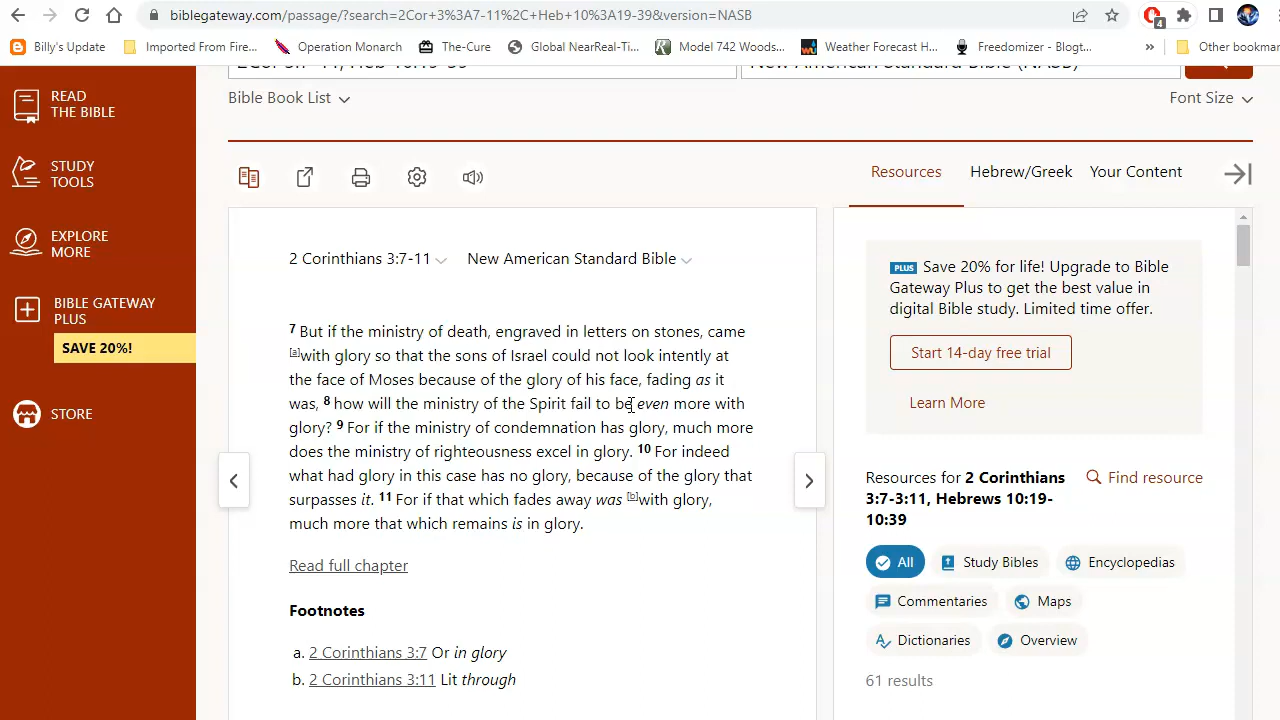 biblegateway.com/passage/?search=2Cor+3%3A7-11%2C+Heb+10%3A19-39&version=NASB
4
Billy's Update
Imported From Fire...
Operation Monarch
The-Cure
Global NearReal-Ti...
Model 742 Woods...
Weather Forecast H...
Freedomizer - Blogt...
»
Other bookmar
Bible Book List
Font Size
READ
THE BIBLE
STUDY
TOOLS
EXPLORE
MORE
BIBLE GATEWAY
PLUS
SAVE 20%!
STORE
Resources
Hebrew/Greek
Your Content
2 Corinthians 3:7-11
New American Standard Bible
7 But if the ministry of death, engraved in letters on stones, came
[a]with glory so that the sons of Israel could not look intently at
the face of Moses because of the glory of his face, fading as it
was, 8 how will the ministry of the Spirit fail to be even more with
glory? 9 For if the ministry of condemnation has glory, much more
does the ministry of righteousness excel in glory. 10 For indeed
what had glory in this case has no glory, because of the glory that
surpasses it. 11 For if that which fades away was [b]with glory,
much more that which remains is in glory.
Read full chapter
Footnotes
a. 2 Corinthians 3:7 Or in glory
b. 2 Corinthians 3:11 Lit through
PLUS Save 20% for life! Upgrade to Bible
Gateway Plus to get the best value in
digital Bible study. Limited time offer.
Start 14-day free trial
Learn More
Resources for 2 Corinthians
3:7-3:11, Hebrews 10:19-
10:39
Find resource
All
Study Bibles
Encyclopedias
Commentaries
Maps
Dictionaries
Overview
61 results